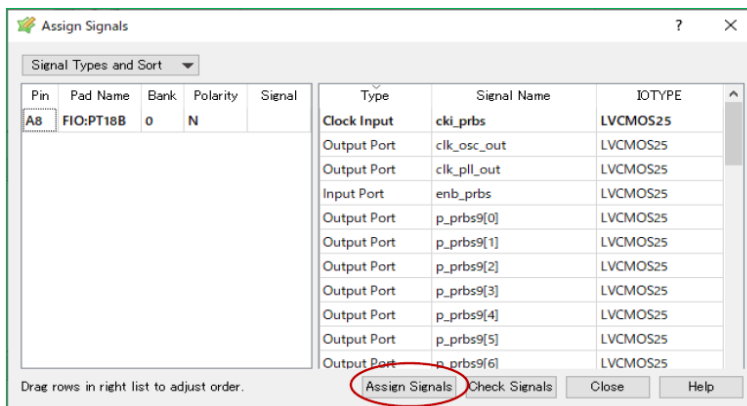 Assign Signals ?
Signal Types and Sort
Pin Pad Name Bank Polarity Signal
A8 FIO:PT18B 0 N
Type Signal Name IOTYPE
Clock Input cki_prbs LVCMOS25
Output Port clk_osc_out LVCMOS25
Output Port clk_pll_out LVCMOS25
Input Port enb_prbs LVCMOS25
Output Port p_prbs9[0] LVCMOS25
Output Port p_prbs9[1] LVCMOS25
Output Port p_prbs9[2] LVCMOS25
Output Port p_prbs9[3] LVCMOS25
Output Port p_prbs9[4] LVCMOS25
Output Port p_prbs9[5] LVCMOS25
Output Port p_prbs9[6] LVCMOS25
Drag rows in right list to adjust order. Assign Signals Check Signals Close Help